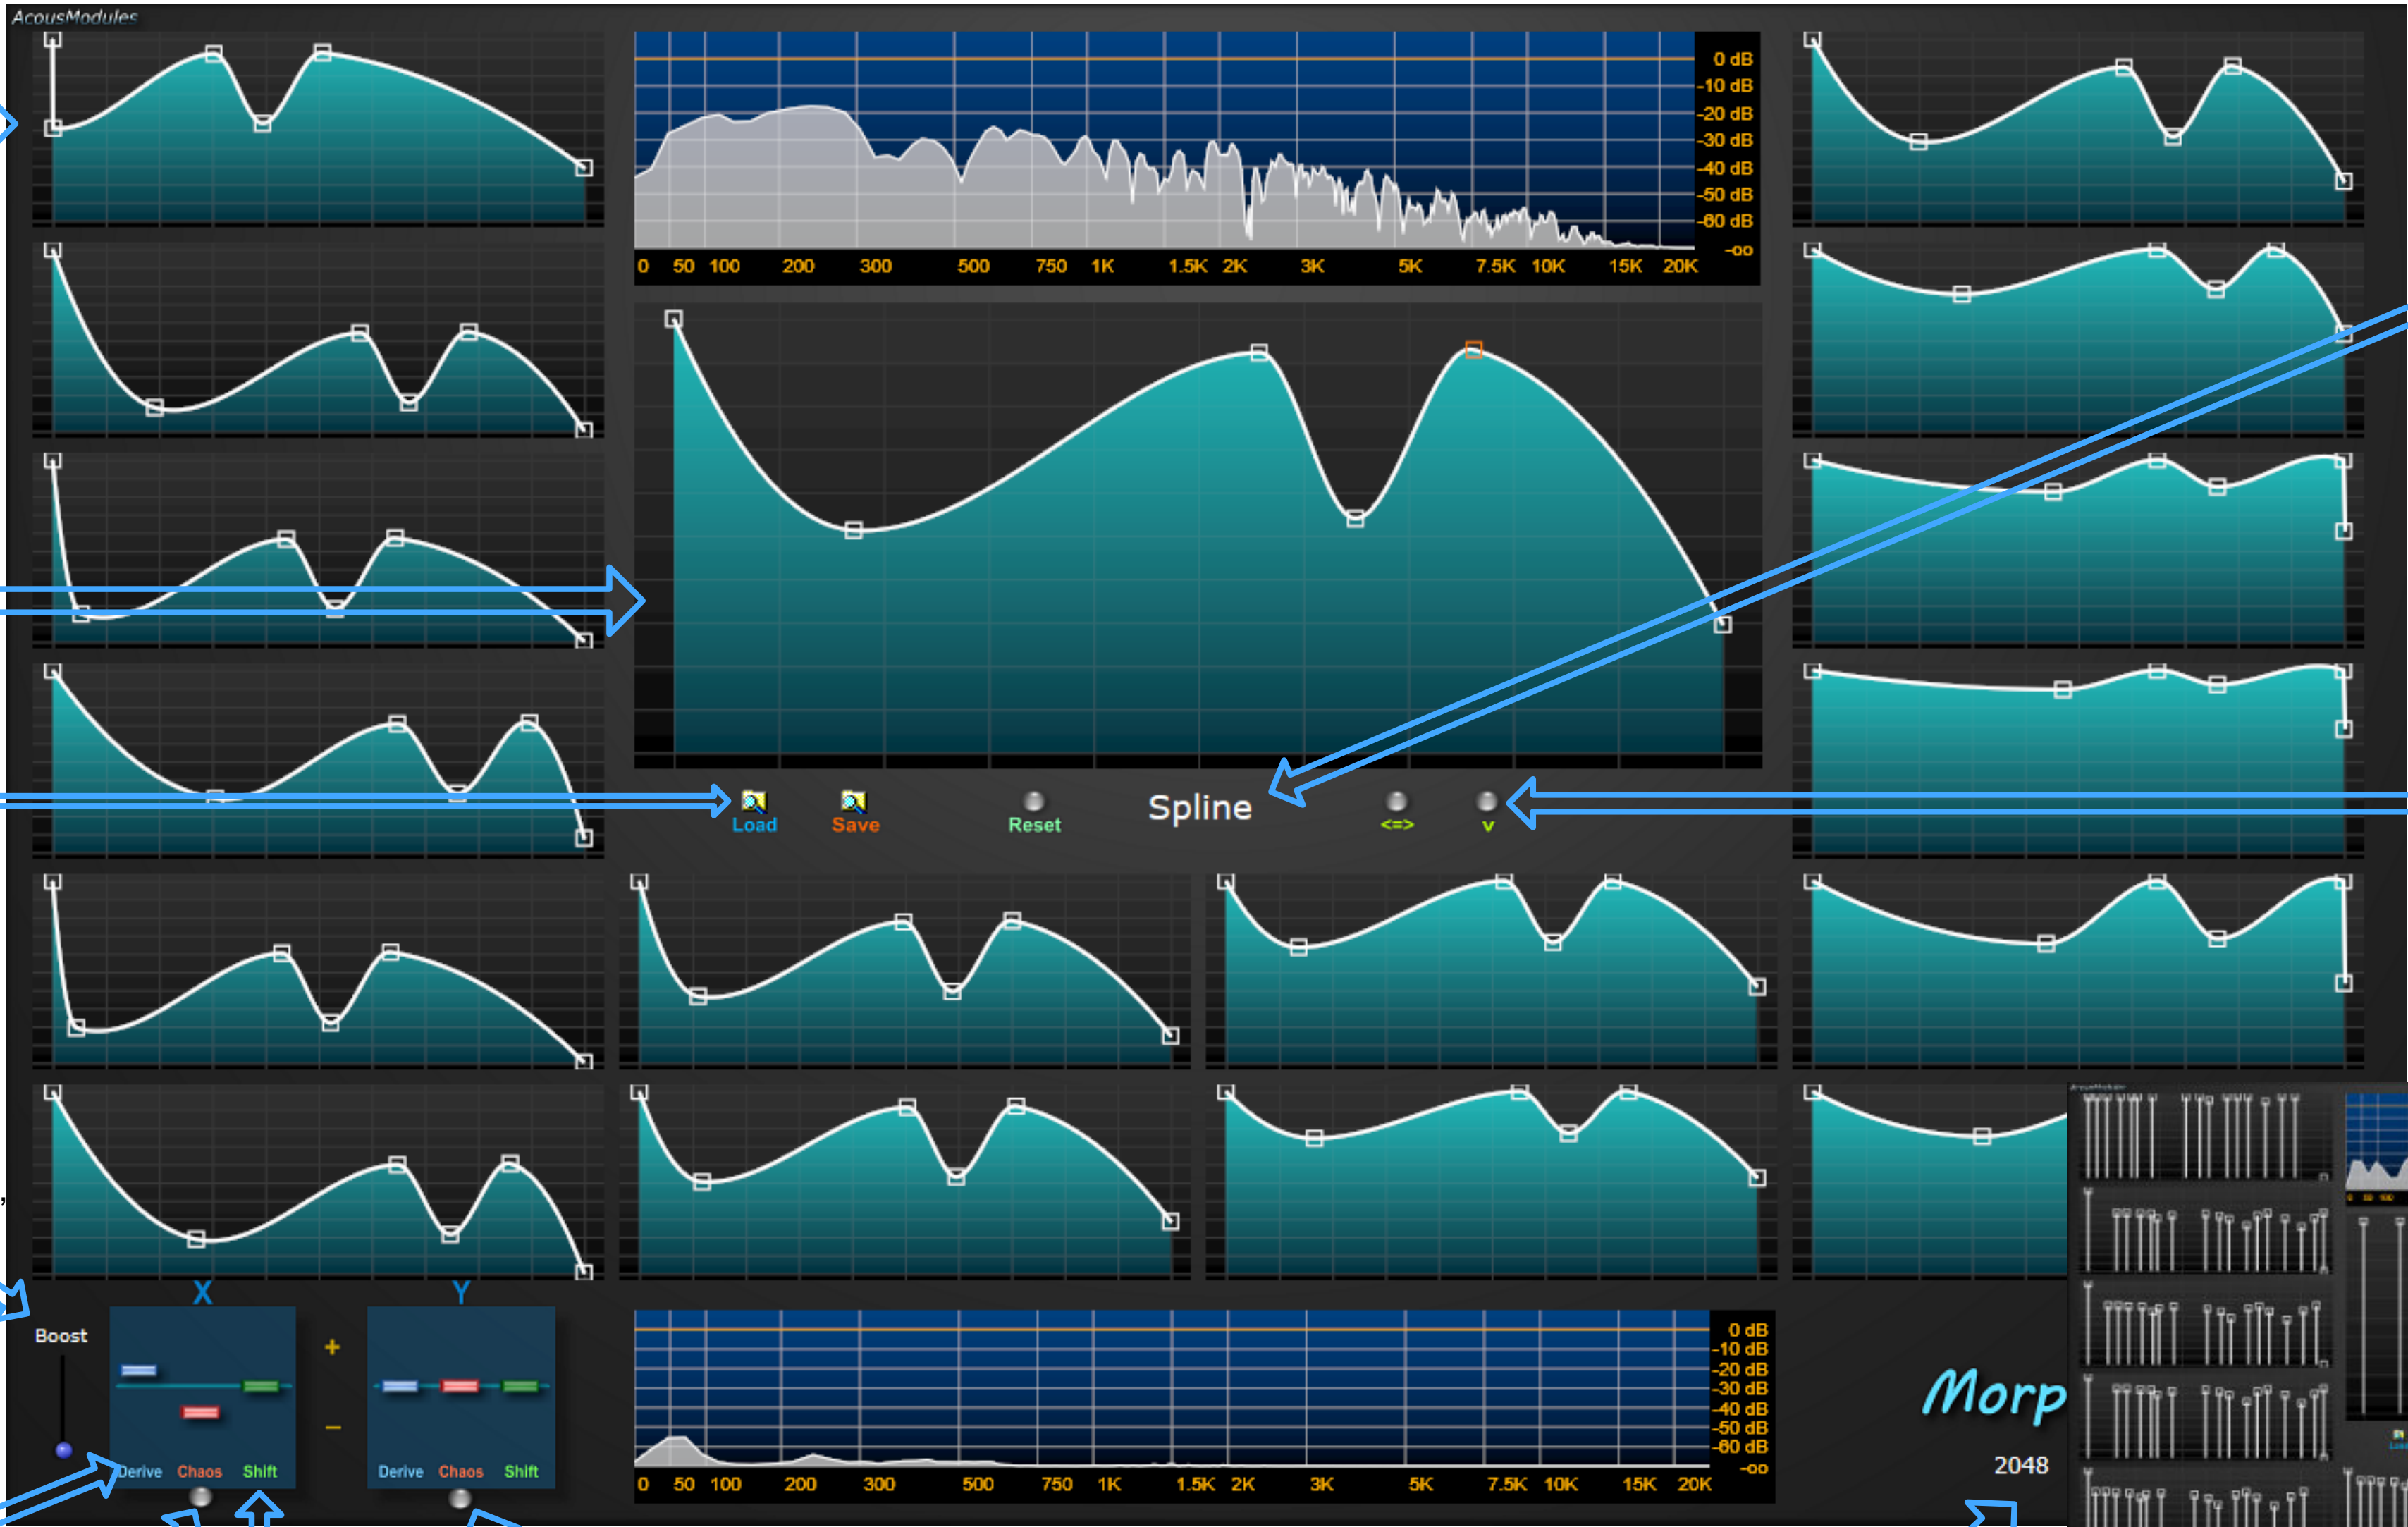 AcousModules
0 dB
-10 dB
-20 dB
-30 dB
-40 dB
-50 dB
-60 dB
-oo
0 50 100 200 300 500 750 1K 1.5K 2K 3K 5K 7.5K 10K 15K 20K
Load Save Reset Spline <=> v
,
X Y
Boost
+
−
Derive Chaos Shift Derive Chaos Shift
0 dB
-10 dB
-20 dB
-30 dB
-40 dB
-50 dB
-60 dB
-oo
0 50 100 200 300 500 750 1K 1.5K 2K 3K 5K 7.5K 10K 15K 20K
Morp
2048
0 50 100